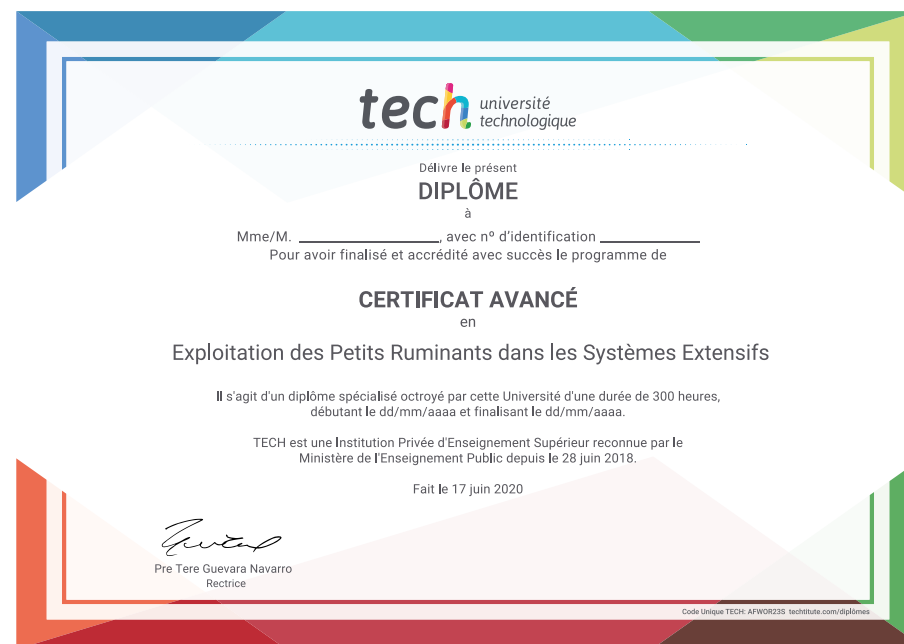 tech université
technologique
Délivre le présent
DIPLÔME
à
Mme/M. ____________________, avec nº d'identification ______________
Pour avoir finalisé et accrédité avec succès le programme de
CERTIFICAT AVANCÉ
en
Exploitation des Petits Ruminants dans les Systèmes Extensifs
Il s'agit d'un diplôme spécialisé octroyé par cette Université d'une durée de 300 heures,
débutant le dd/mm/aaaa et finalisant le dd/mm/aaaa.
TECH est une Institution Privée d'Enseignement Supérieur reconnue par le
Ministère de l'Enseignement Public depuis le 28 juin 2018.
Fait le 17 juin 2020
Pre Tere Guevara Navarro
Rectrice
Code Unique TECH: AFWOR23S techtitute.com/diplômes